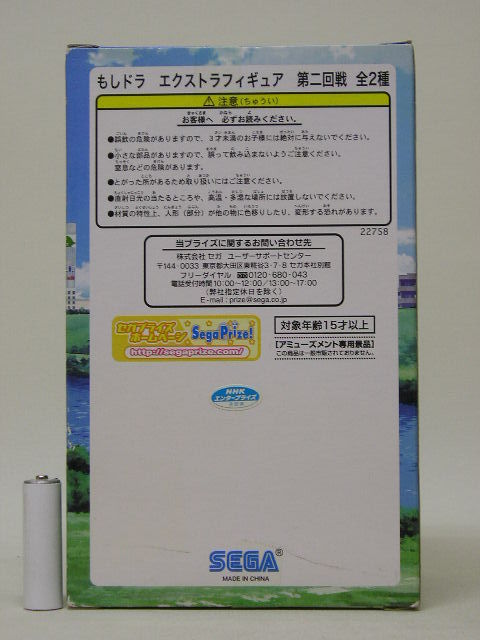 もしドラ エクストラフィギュア 第二回戦 全2種
⚠注意(ちゅうい)
お客様へ 必ずお読みください。
●誤飲の危険がありますので、3才未満のお子様には絶対に与えないでください。
●小さな部品がありますので、誤って飲み込まないようご注意ください。
窒息などの危険があります。
●とがった所があるため取り扱いにはご注意ください。
●直射日光の当たるところや、高温・多湿な場所には放置しないでください。
●材質の特性上、人形(部分)が他の物に色移りしたり、変形する恐れがあります。
22758
当プライズに関するお問い合わせ先
株式会社 セガ ユーザーサポートセンター
〒144-0033 東京都大田区東糀谷3-7-8 セガ本社別館
フリーダイヤル 0120-680-043
電話受付時間 10:00~12:00/13:00~17:00
(弊社指定休日を除く)
E-mail : prize@sega.co.jp
セガプライズ
ホームページ
Sega Prize!
http://segaprize.com/
対象年齢15才以上
[アミューズメント専用景品]
この商品は一般市販されておりません。
NHK
エンタープライズ
SEGA®
MADE IN CHINA